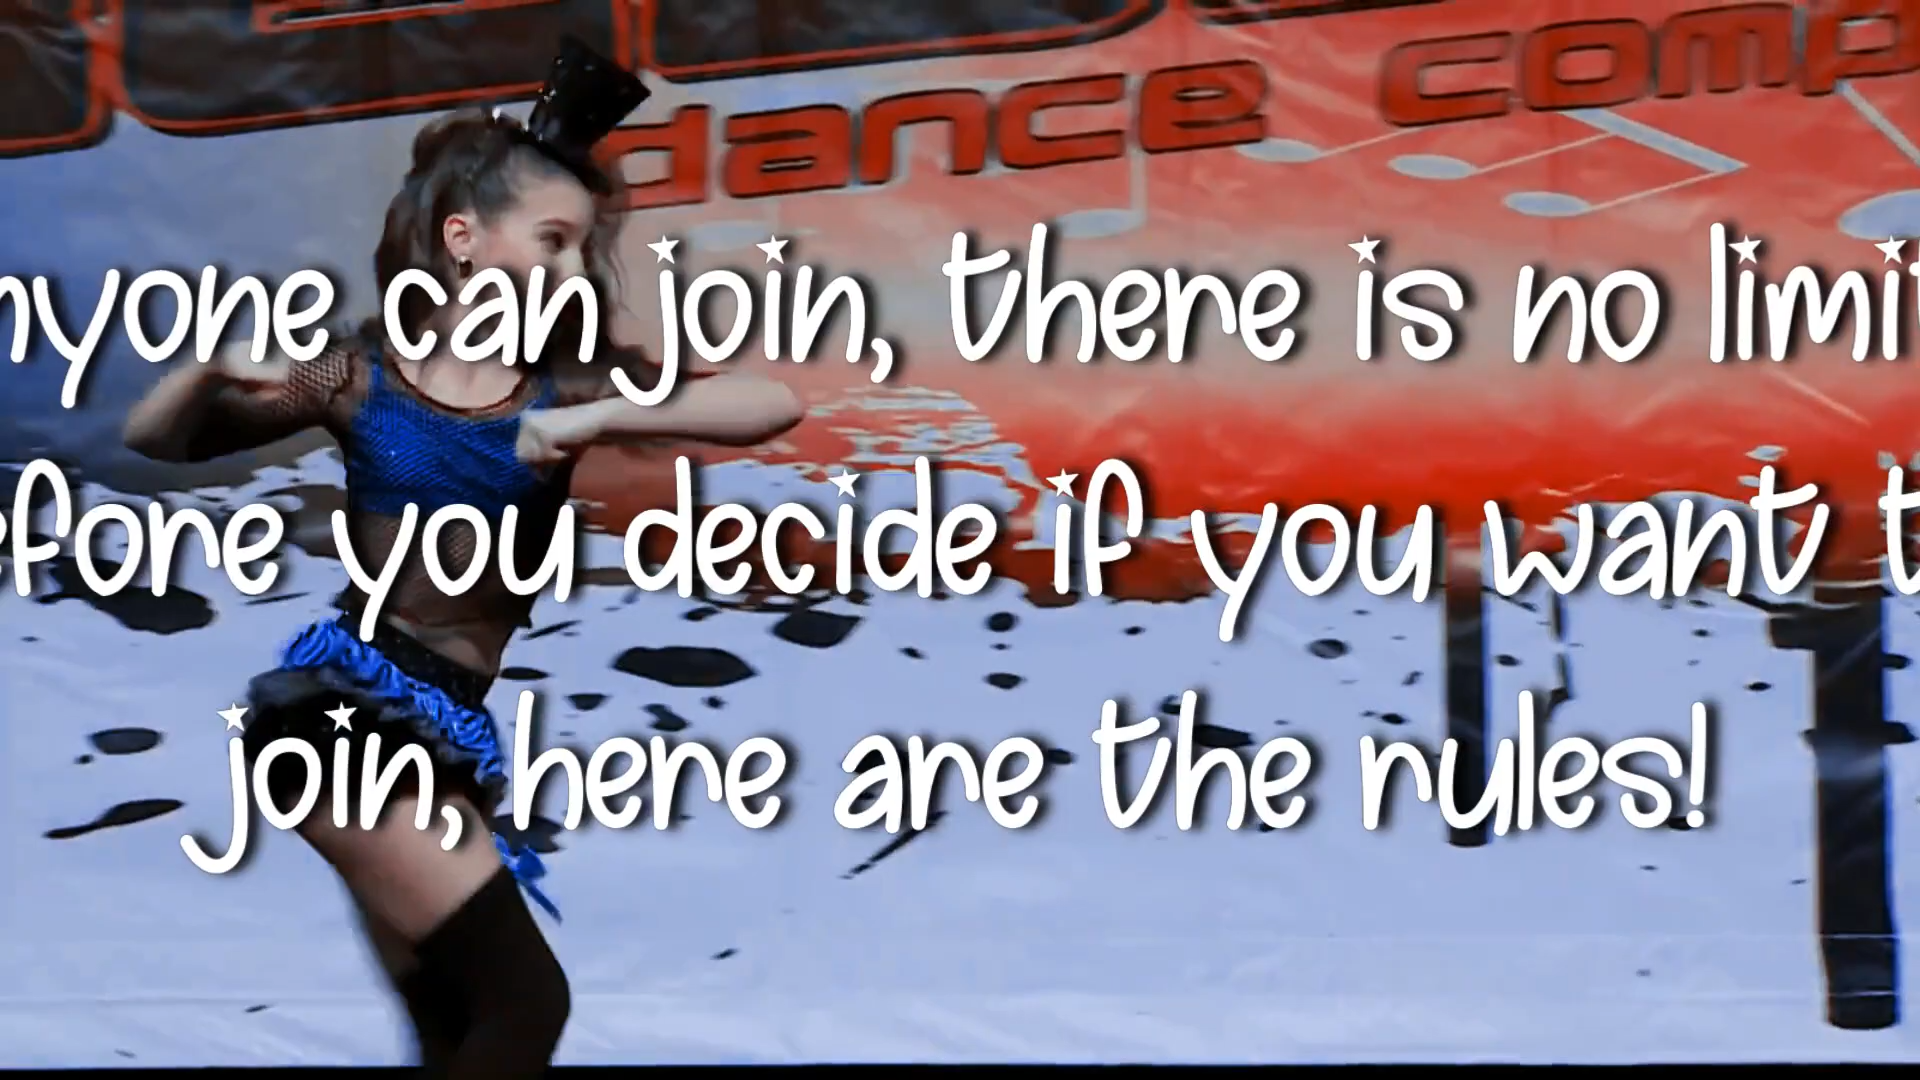 dance comp
nyone can join, there is no limit
efore you decide if you want t
join, here are the rules!